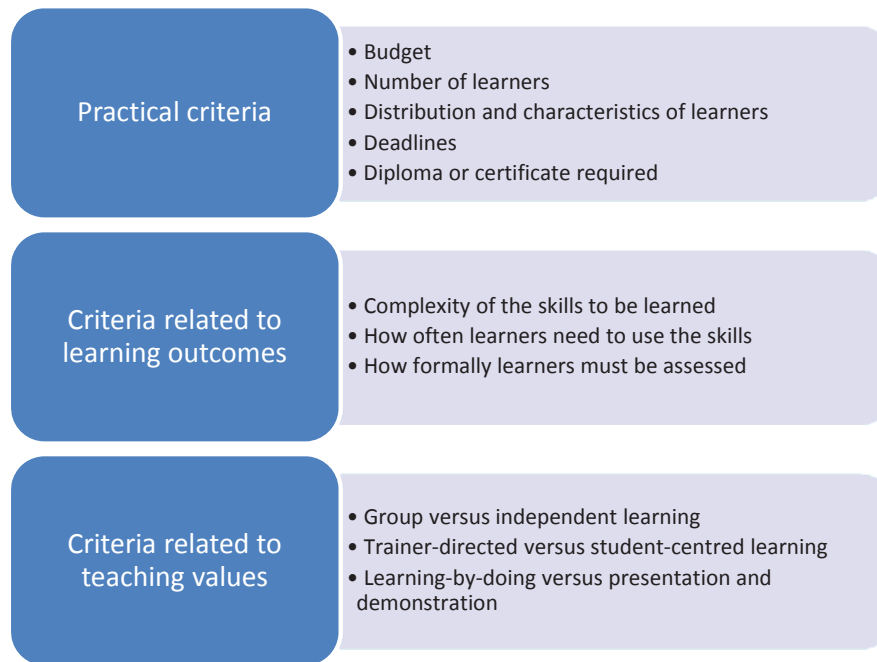 Practical criteria
• Budget
• Number of learners
• Distribution and characteristics of learners
• Deadlines
• Diploma or certificate required
Criteria related to
learning outcomes
• Complexity of the skills to be learned
• How often learners need to use the skills
• How formally learners must be assessed
Criteria related to
teaching values
• Group versus independent learning
• Trainer-directed versus student-centred learning
• Learning-by-doing versus presentation and
demonstration